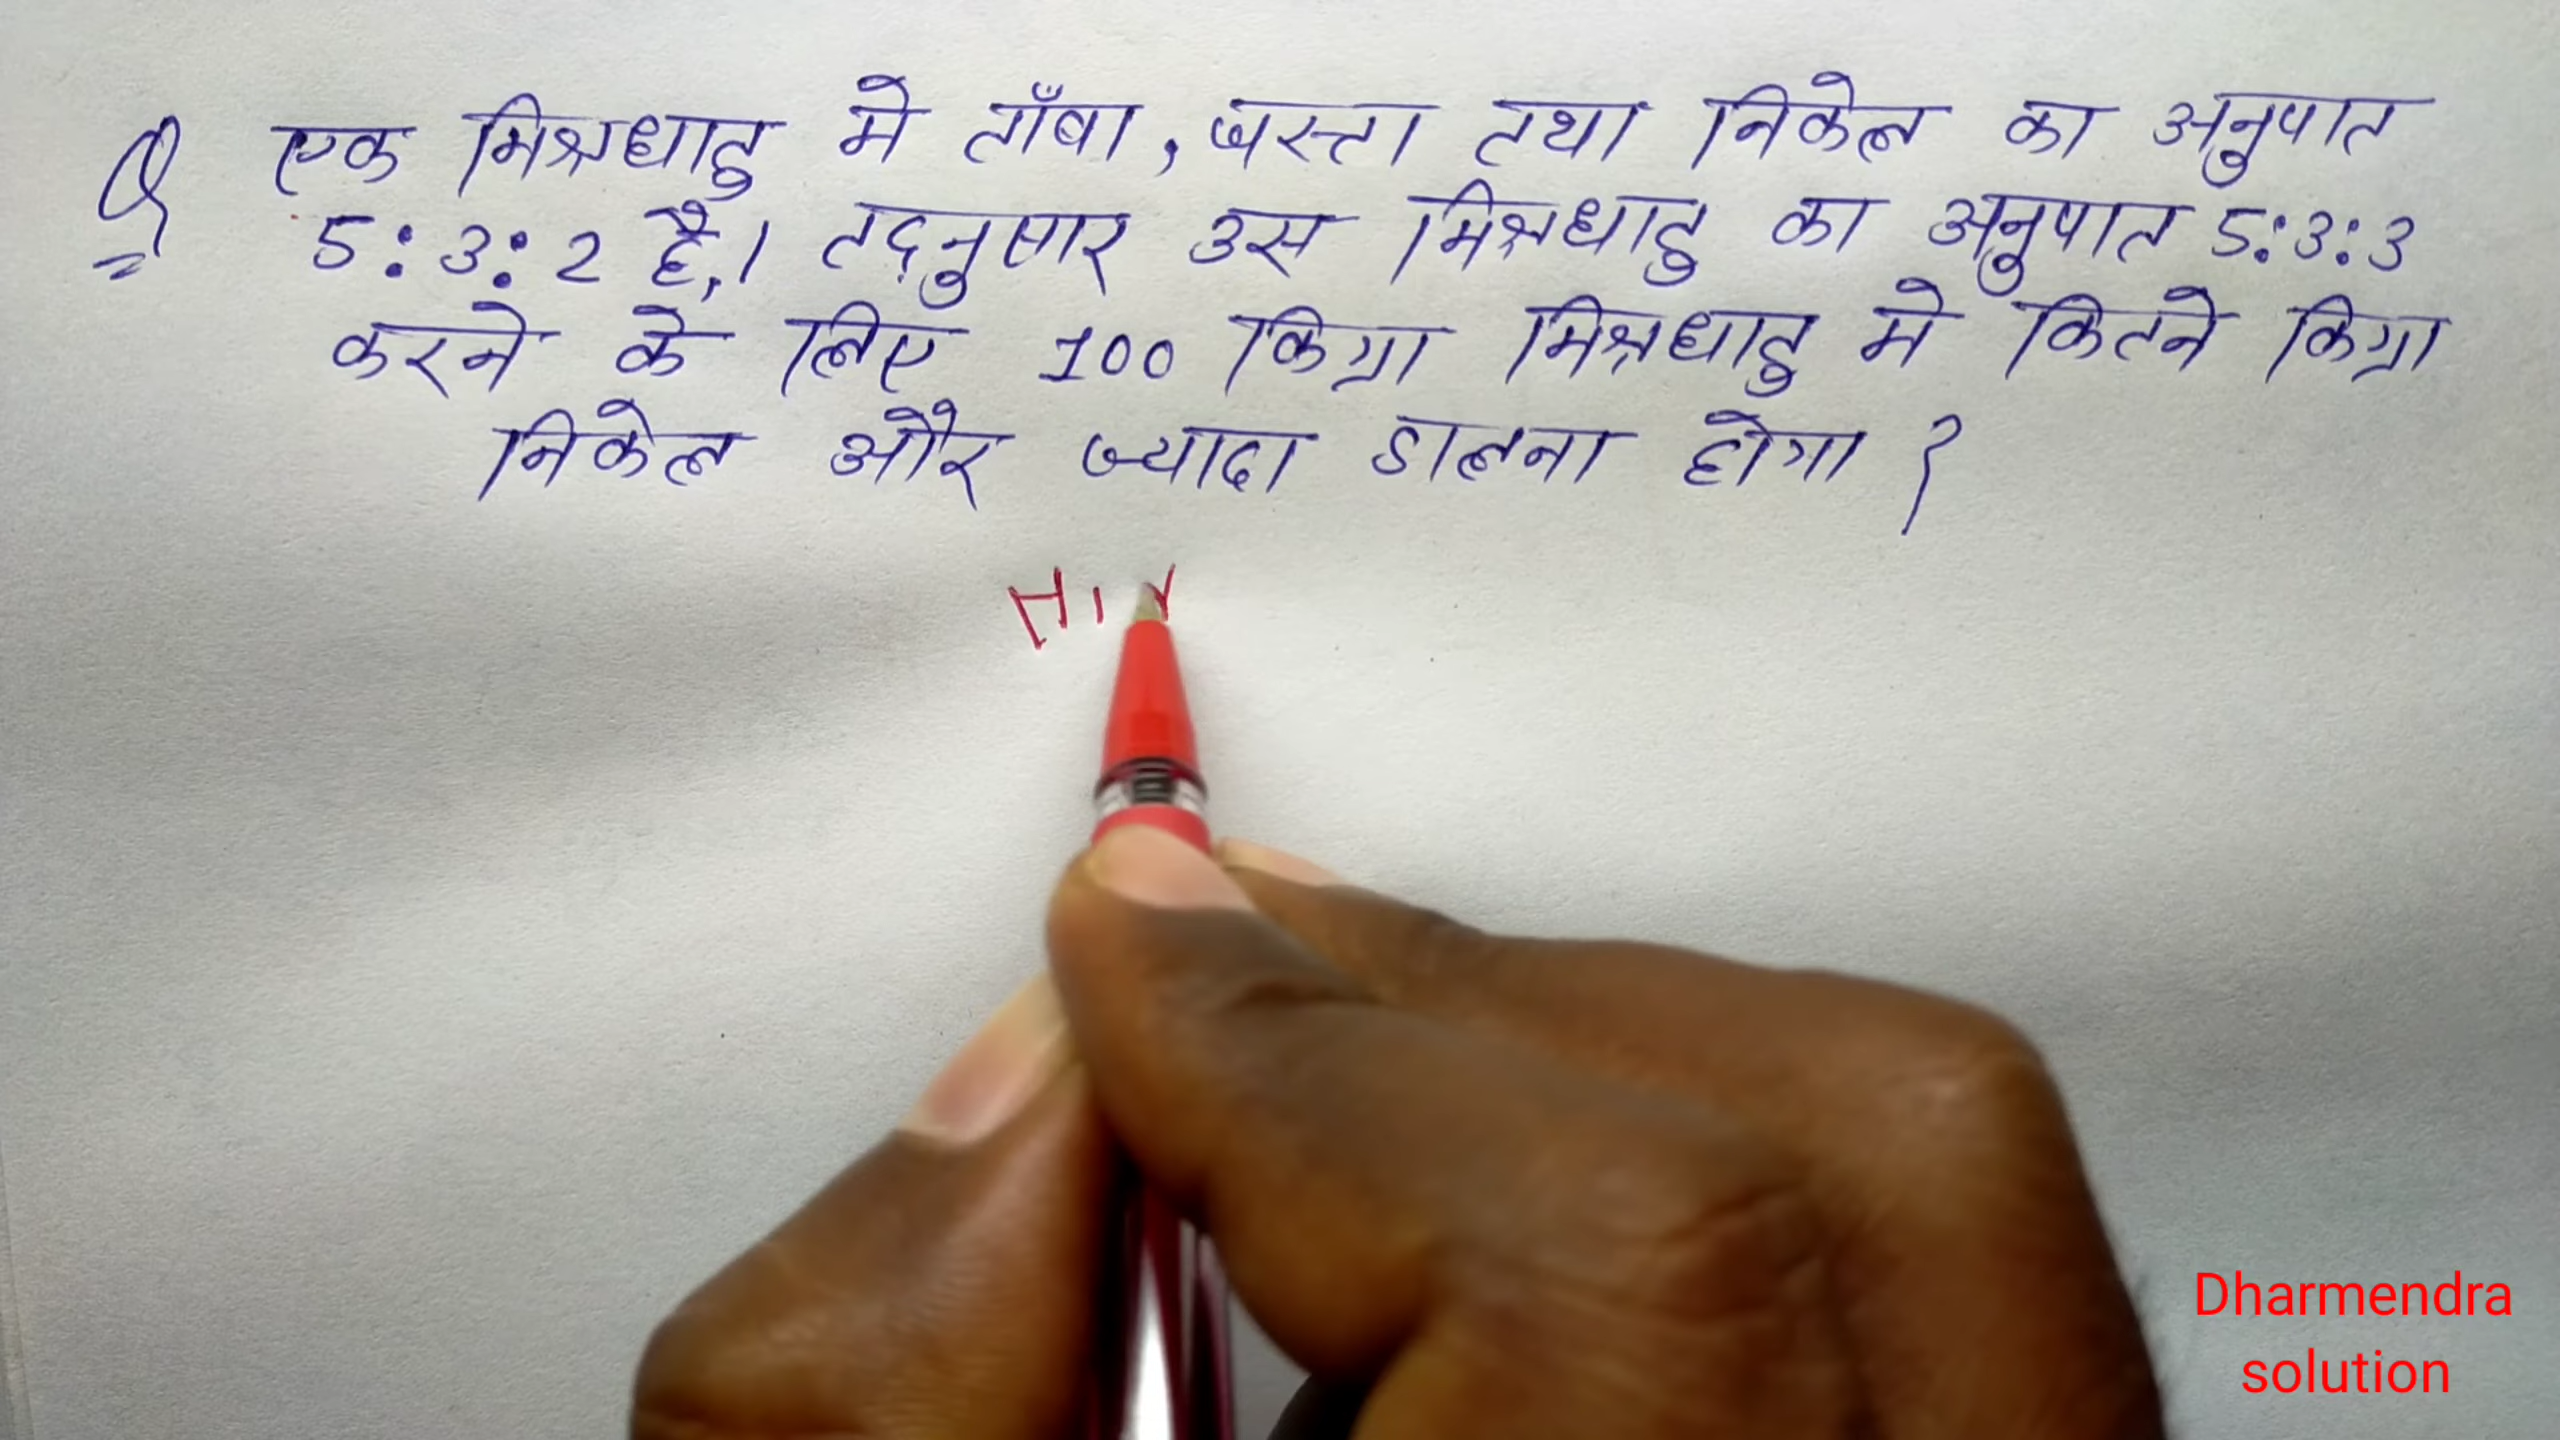 Q एक मिश्रधातु मे ताँबा, जस्ता तथा निकेल का अनुपात
5:3:2 है,। तद्नुसार उस मिश्रधातु का अनुपात 5:3:3
करने के लिए 100 किग्रा मिश्रधातु मे कितने किग्रा
निकेल और ज्यादा डालना होगा ?
Dharmendra
solution